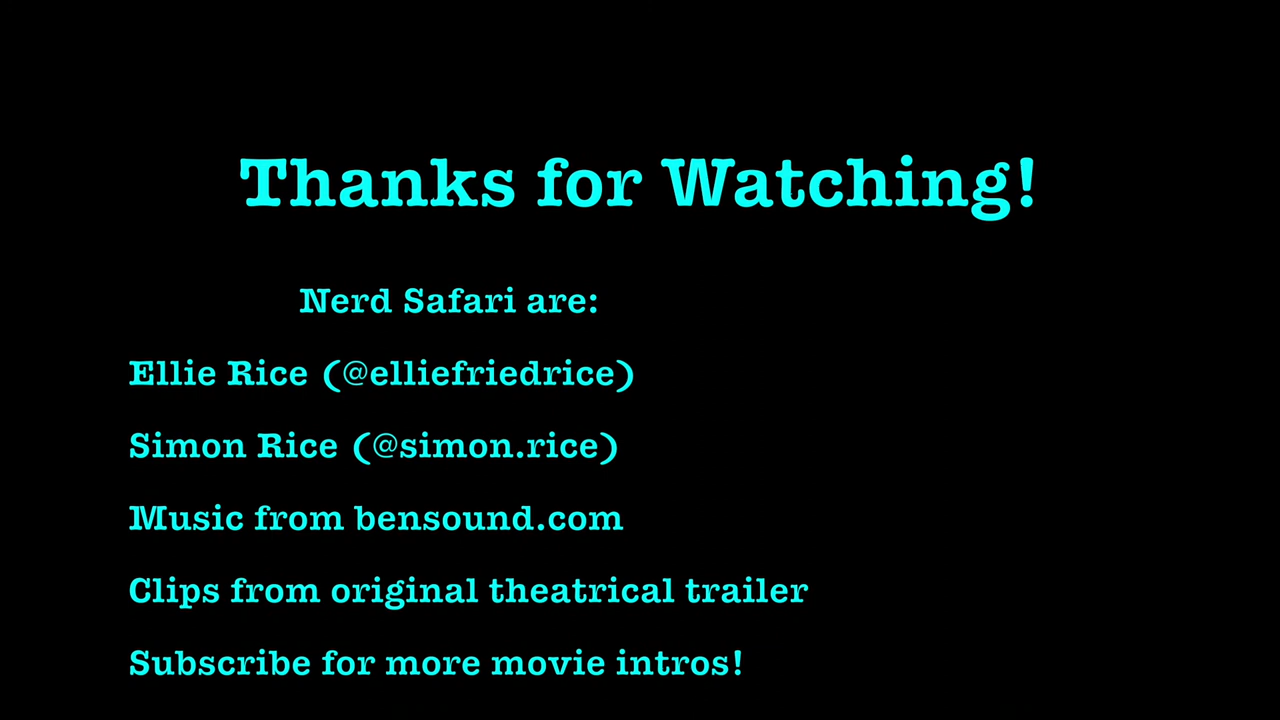 Thanks for Watching!
Nerd Safari are:
Ellie Rice (@elliefriedrice)
Simon Rice (@simon.rice)
Music from bensound.com
Clips from original theatrical trailer
Subscribe for more movie intros!